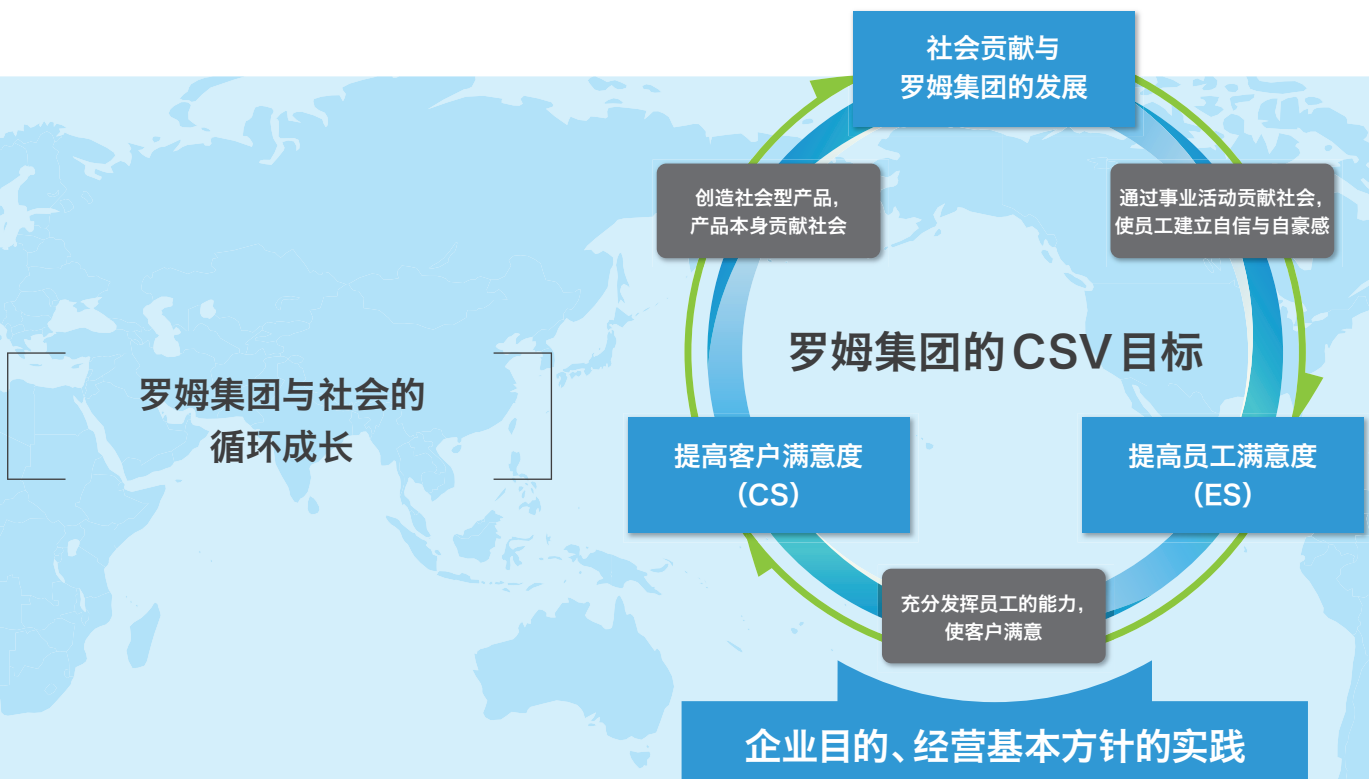 社会贡献与
罗姆集团的发展
创造社会型产品，
产品本身贡献社会
通过事业活动贡献社会，
使员工建立自信与自豪感
罗姆集团的CSV目标
罗姆集团与社会的
循环成长
提高客户满意度
（CS）
提高员工满意度
（ES）
充分发挥员工的能力，
使客户满意
企业目的、经营基本方针的实践